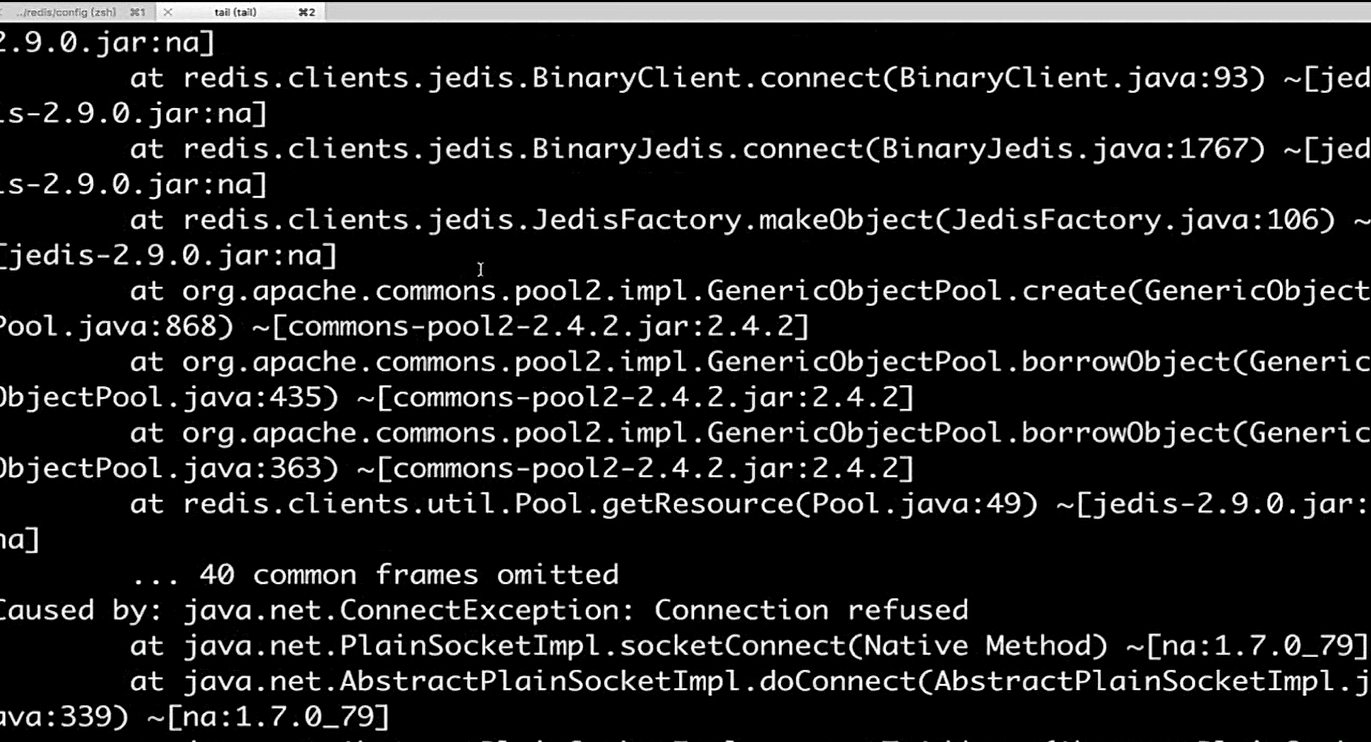 ../redis/config (zsh) ⌘1 × tail (tail) ⌘2
2.9.0.jar:na]
at redis.clients.jedis.BinaryClient.connect(BinaryClient.java:93) ~[jed
is-2.9.0.jar:na]
at redis.clients.jedis.BinaryJedis.connect(BinaryJedis.java:1767) ~[jed
is-2.9.0.jar:na]
at redis.clients.jedis.JedisFactory.makeObject(JedisFactory.java:106) ~
[jedis-2.9.0.jar:na]
at org.apache.commons.pool2.impl.GenericObjectPool.create(GenericObject
Pool.java:868) ~[commons-pool2-2.4.2.jar:2.4.2]
at org.apache.commons.pool2.impl.GenericObjectPool.borrowObject(Generic
ObjectPool.java:435) ~[commons-pool2-2.4.2.jar:2.4.2]
at org.apache.commons.pool2.impl.GenericObjectPool.borrowObject(Generic
ObjectPool.java:363) ~[commons-pool2-2.4.2.jar:2.4.2]
at redis.clients.util.Pool.getResource(Pool.java:49) ~[jedis-2.9.0.jar:
na]
... 40 common frames omitted
Caused by: java.net.ConnectException: Connection refused
at java.net.PlainSocketImpl.socketConnect(Native Method) ~[na:1.7.0_79]
at java.net.AbstractPlainSocketImpl.doConnect(AbstractPlainSocketImpl.j
ava:339) ~[na:1.7.0_79]